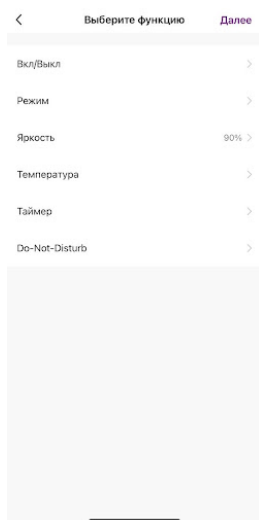 Выберите функцию Далее
Вкл/Выкл
Режим
Яркость 90%
Температура
Таймер
Do-Not-Disturb